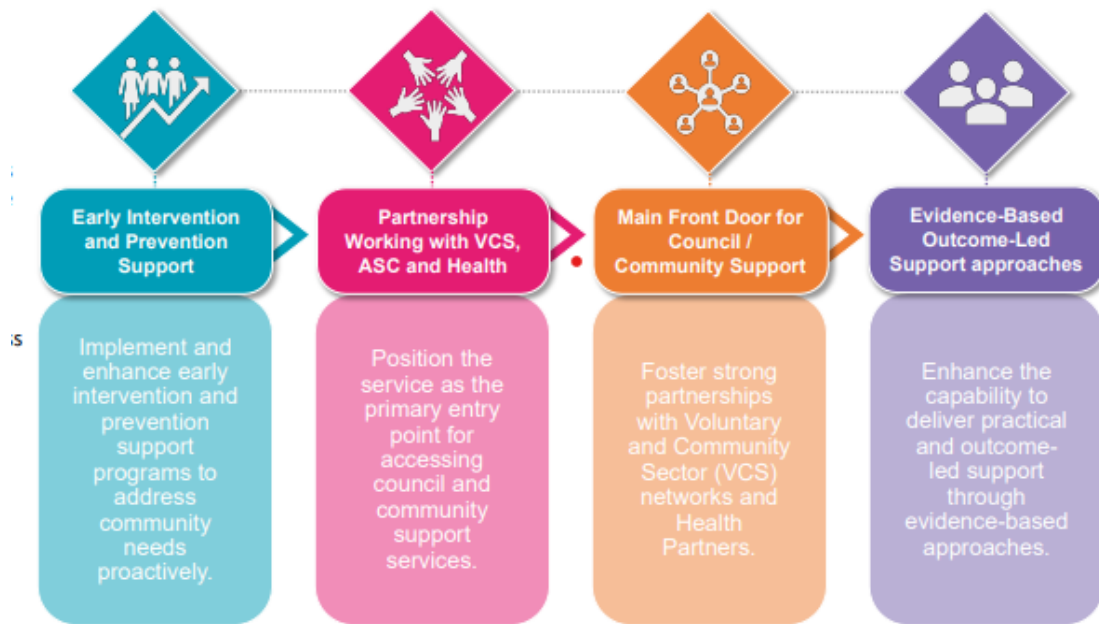 Early Intervention
and Prevention
Support
Partnership
Working with VCS,
ASC and Health
Main Front Door for
Council /
Community Support
Evidence-Based
Outcome-Led
Support approaches
Implement and
enhance early
intervention and
prevention
support
programs to
address
community
needs
proactively.
Position the
service as the
primary entry
point for
accessing
council and
community
support
services.
Foster strong
partnerships
with Voluntary
and Community
Sector (VCS)
networks and
Health
Partners.
Enhance the
capability to
deliver practical
and outcome-
led support
through
evidence-based
approaches.